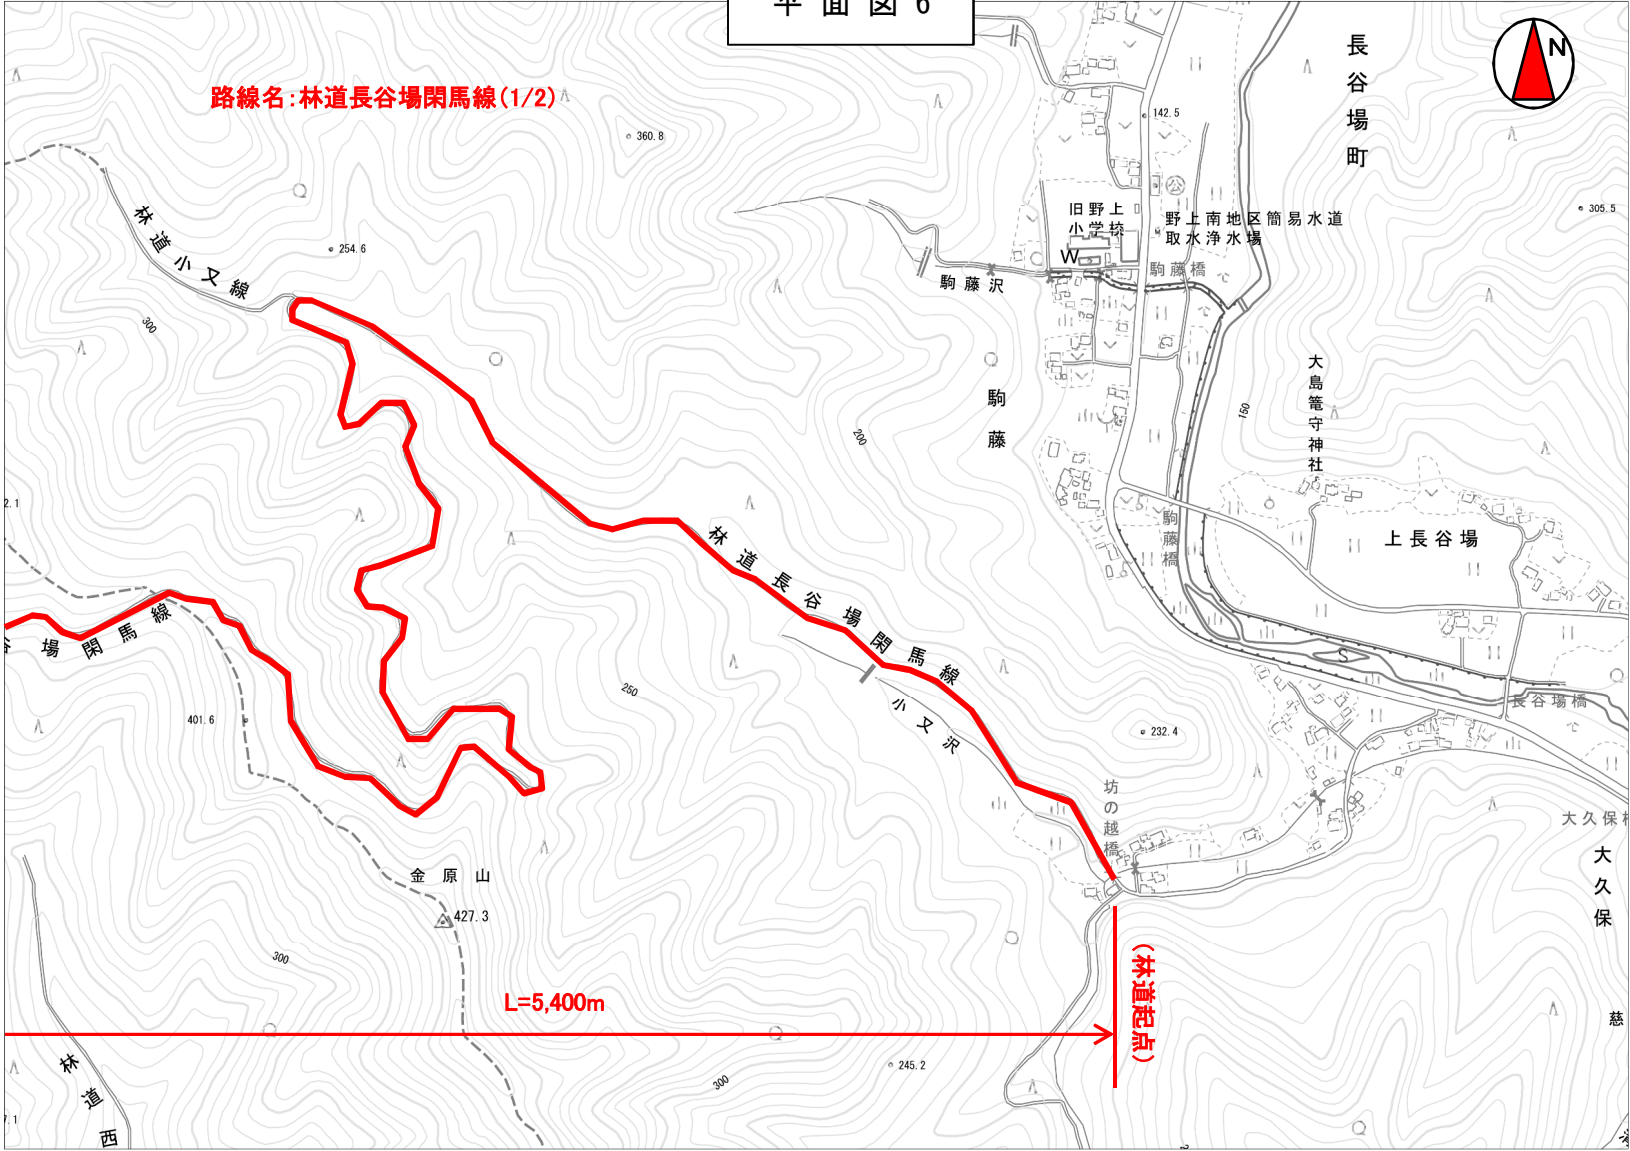 平面図6
N
路線名:林道長谷場閑馬線(1/2)
長谷場町
360.8
142.5
公
305.5
旧野上
小学校
野上南地区簡易水道
取水浄水場
W
駒藤橋
林道小又線
254.6
駒藤沢
300
大島篭守神社
駒藤
150
200
2.1
駒藤橋
上長谷場
林道長谷場閑馬線
谷場閑馬線
S
250
長谷場橋
401.6
小又沢
232.4
坊の越橋
大久保
大久保
金原山
427.3
300
(林道起点)
L=5,400m
慈
245.2
300
林道西
7.1